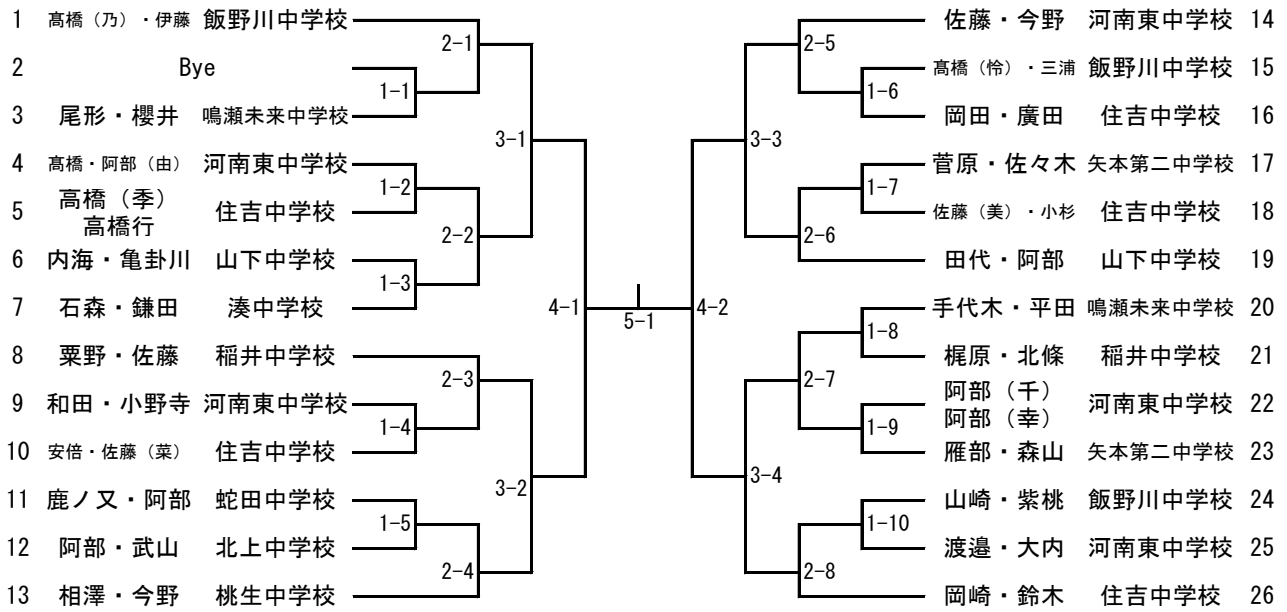 1 髙橋（乃）・伊藤 飯野川中学校
2 Bye
3 尾形・櫻井 鳴瀬未来中学校
4 髙橋・阿部（由） 河南東中学校
5 高橋（季）
高橋行 住吉中学校
6 内海・亀卦川 山下中学校
7 石森・鎌田 湊中学校
8 粟野・佐藤 稲井中学校
9 和田・小野寺 河南東中学校
10 安倍・佐藤（菜） 住吉中学校
11 鹿ノ又・阿部 蛇田中学校
12 阿部・武山 北上中学校
13 相澤・今野 桃生中学校
2-1
1-1
3-1
1-2
2-2
1-3
4-1
2-3
1-4
3-2
1-5
2-4
5-1
2-5
1-6
3-3
1-7
2-6
4-2
1-8
2-7
1-9
3-4
1-10
2-8
佐藤・今野 河南東中学校 14
髙橋（怜）・三浦 飯野川中学校 15
岡田・廣田 住吉中学校 16
菅原・佐々木 矢本第二中学校 17
佐藤（美）・小杉 住吉中学校 18
田代・阿部 山下中学校 19
手代木・平田 鳴瀬未来中学校 20
梶原・北條 稲井中学校 21
阿部（千）
阿部（幸） 河南東中学校 22
雁部・森山 矢本第二中学校 23
山崎・紫桃 飯野川中学校 24
渡邉・大内 河南東中学校 25
岡崎・鈴木 住吉中学校 26